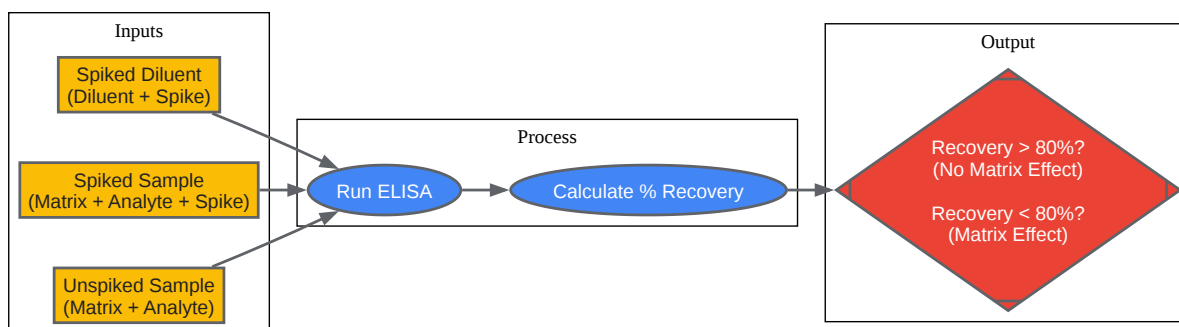 Inputs
Spiked Diluent
(Diluent + Spike)
Spiked Sample
(Matrix + Analyte + Spike)
Unspiked Sample
(Matrix + Analyte)
Process
Run ELISA
Calculate % Recovery
Output
Recovery > 80%?
(No Matrix Effect)
Recovery < 80%?
(Matrix Effect)